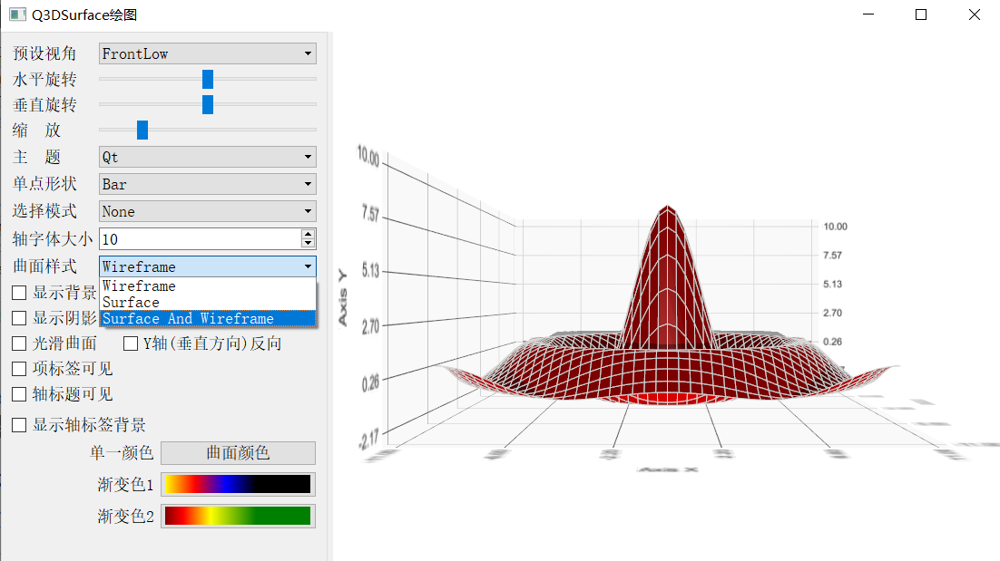 Q3DSurface绘图
预设视角 FrontLow
水平旋转
垂直旋转
缩 放
主 题 Qt
单点形状 Bar
选择模式 None
轴字体大小 10
曲面样式 Wireframe
Wireframe
显示背景
Surface
显示阴影
Surface And Wireframe
光滑曲面 Y轴(垂直方向)反向
项标签可见
轴标题可见
显示轴标签背景
单一颜色 曲面颜色
渐变色1
渐变色2
10.00
7.57
5.13
2.70
0.26
-2.17
Axis Y
10.00
7.57
5.13
2.70
0.26
Axis X